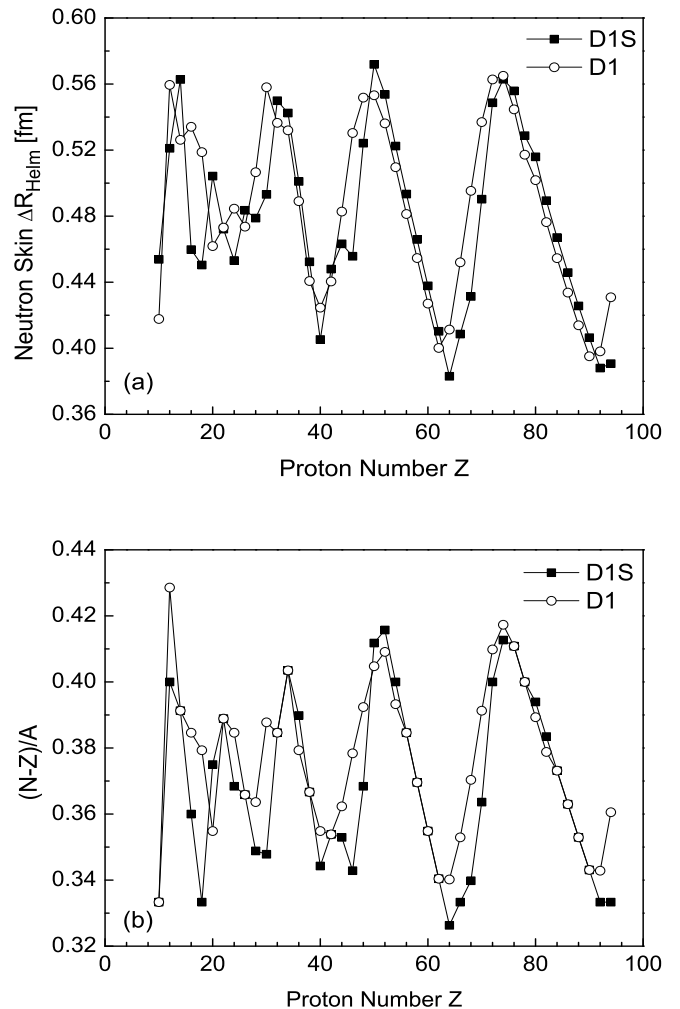 0.60
0.56
0.52
0.48
0.44
0.40
0.36
Neutron Skin ΔR_Helm [fm]
D1S
D1
(a)
0 20 40 60 80 100
Proton Number Z
0.44
0.42
0.40
0.38
0.36
0.34
0.32
(N-Z)/A
D1S
D1
(b)
0 20 40 60 80 100
Proton Number Z